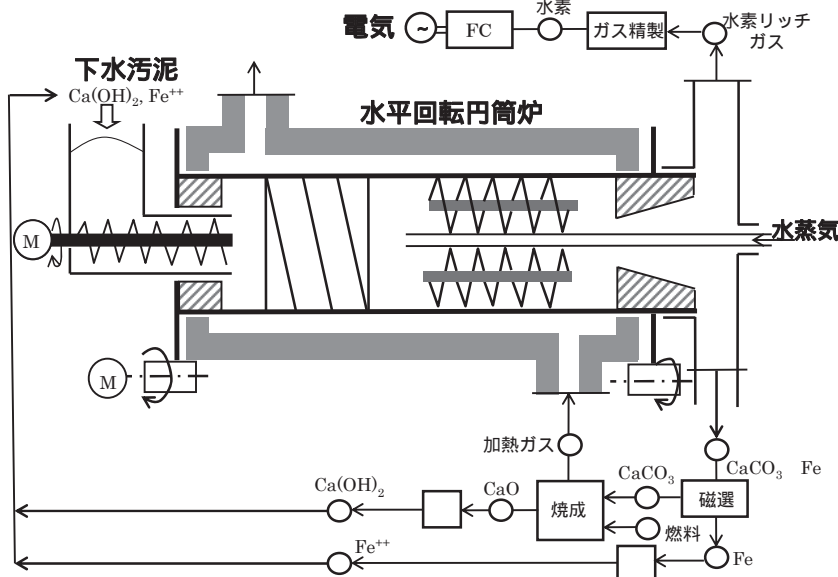 水素
電気
~
FC
ガス精製
水素リッチ
ガス
下水汚泥
Ca(OH)₂, Fe⁺⁺
水平回転円筒炉
M
水蒸気
M
加熱ガス
CaCO₃ Fe
Ca(OH)₂
CaO
CaCO₃
焼成
磁選
燃料
Fe⁺⁺
Fe